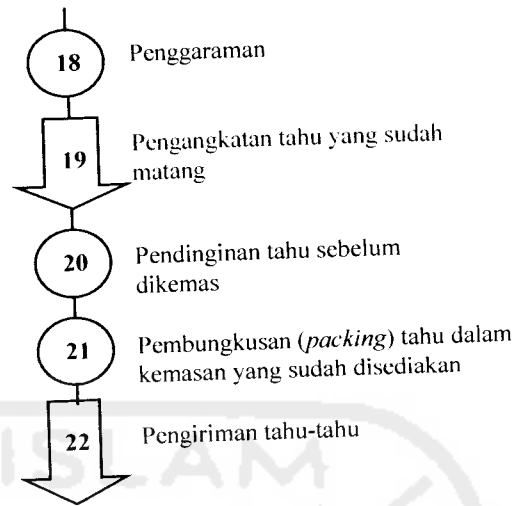 18 Penggaraman
19 Pengangkatan tahu yang sudah
matang
20 Pendinginan tahu sebelum
dikemas
21 Pembungkusan (packing) tahu dalam
kemasan yang sudah disediakan
22 Pengiriman tahu-tahu
ISLAM